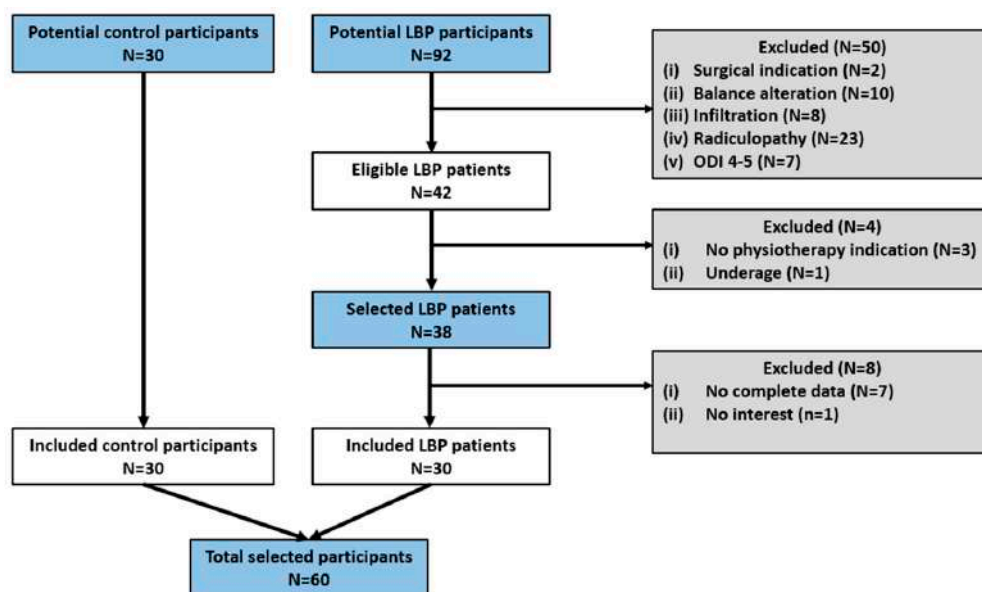 Potential control participants
N=30
Potential LBP participants
N=92
Excluded (N=50)
(i) Surgical indication (N=2)
(ii) Balance alteration (N=10)
(iii) Infiltration (N=8)
(iv) Radiculopathy (N=23)
(v) ODI 4-5 (N=7)
Eligible LBP patients
N=42
Excluded (N=4)
(i) No physiotherapy indication (N=3)
(ii) Underage (N=1)
Selected LBP patients
N=38
Excluded (N=8)
(i) No complete data (N=7)
(ii) No interest (n=1)
Included control participants
N=30
Included LBP patients
N=30
Total selected participants
N=60